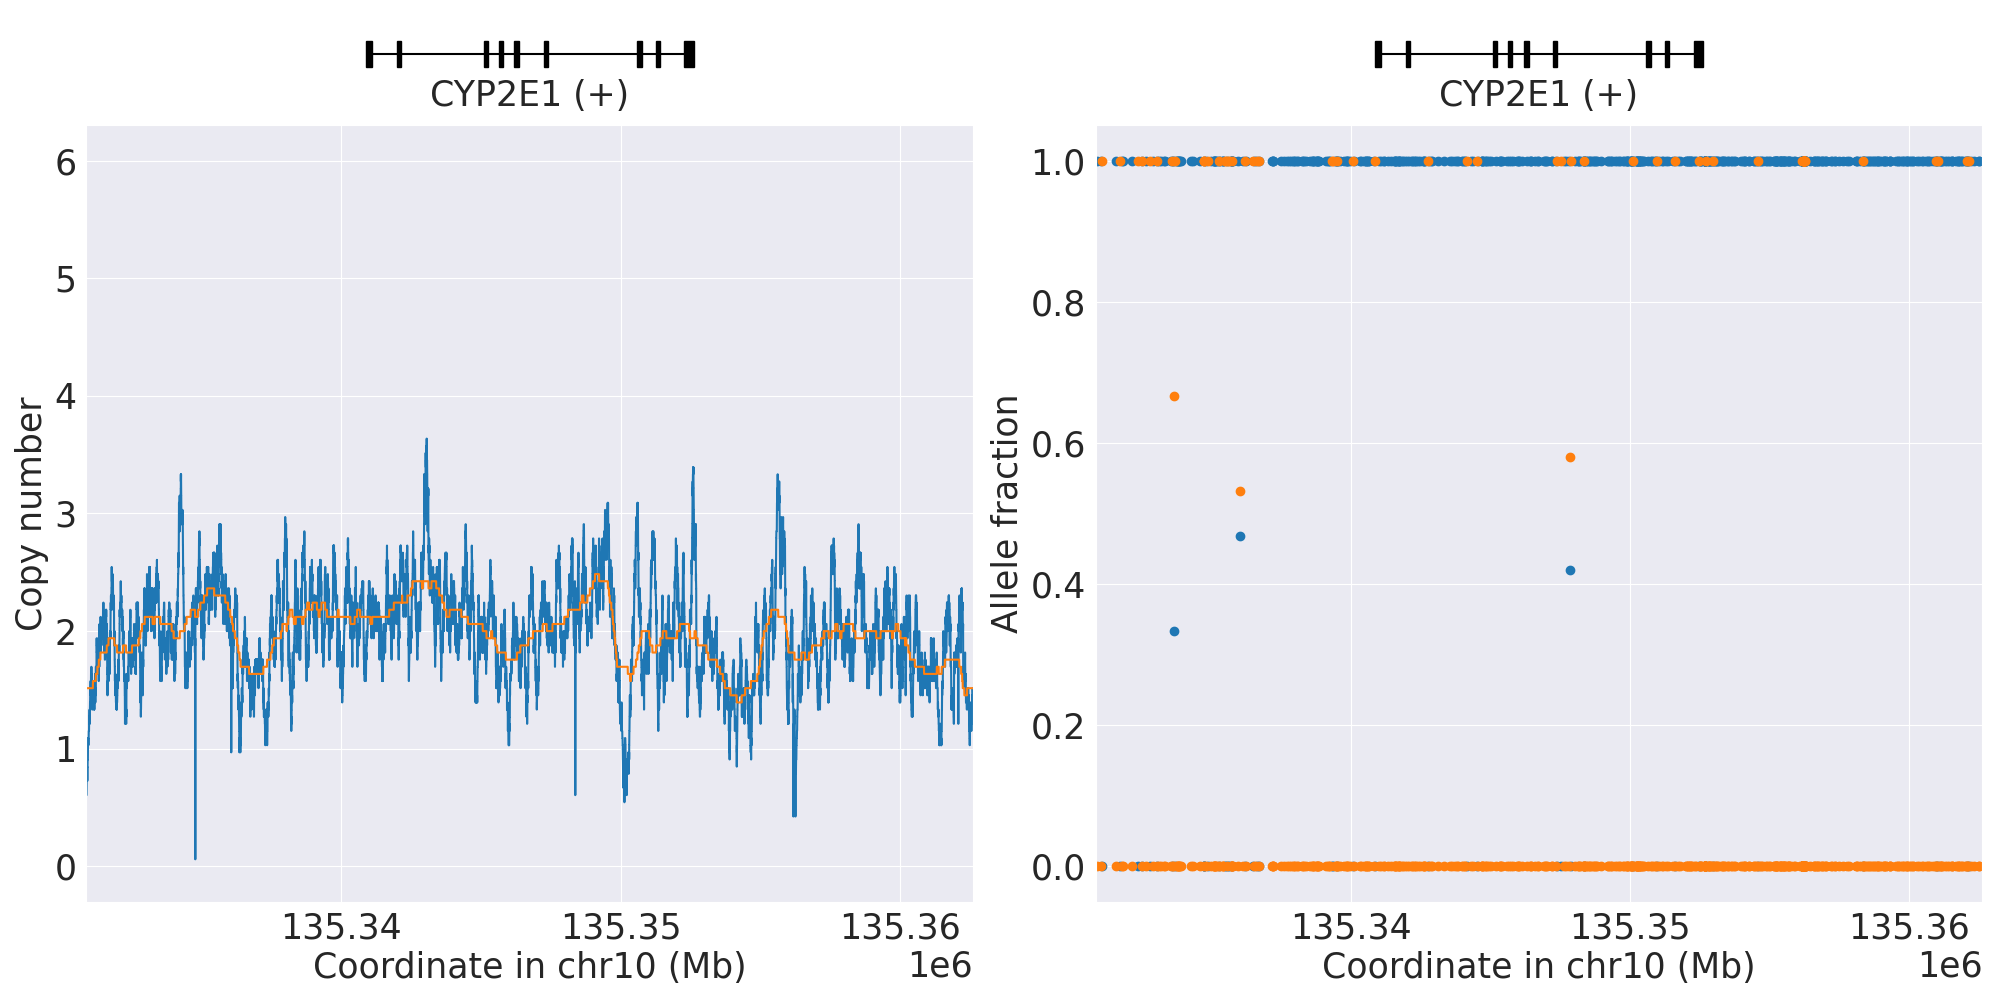 CYP2E1 (+)
6
5
4
3
2
1
0
Copy number
135.34 135.35 135.36
Coordinate in chr10 (Mb)
1e6
CYP2E1 (+)
1.0
0.8
0.6
0.4
0.2
0.0
Allele fraction
135.34 135.35 135.36
Coordinate in chr10 (Mb)
1e6